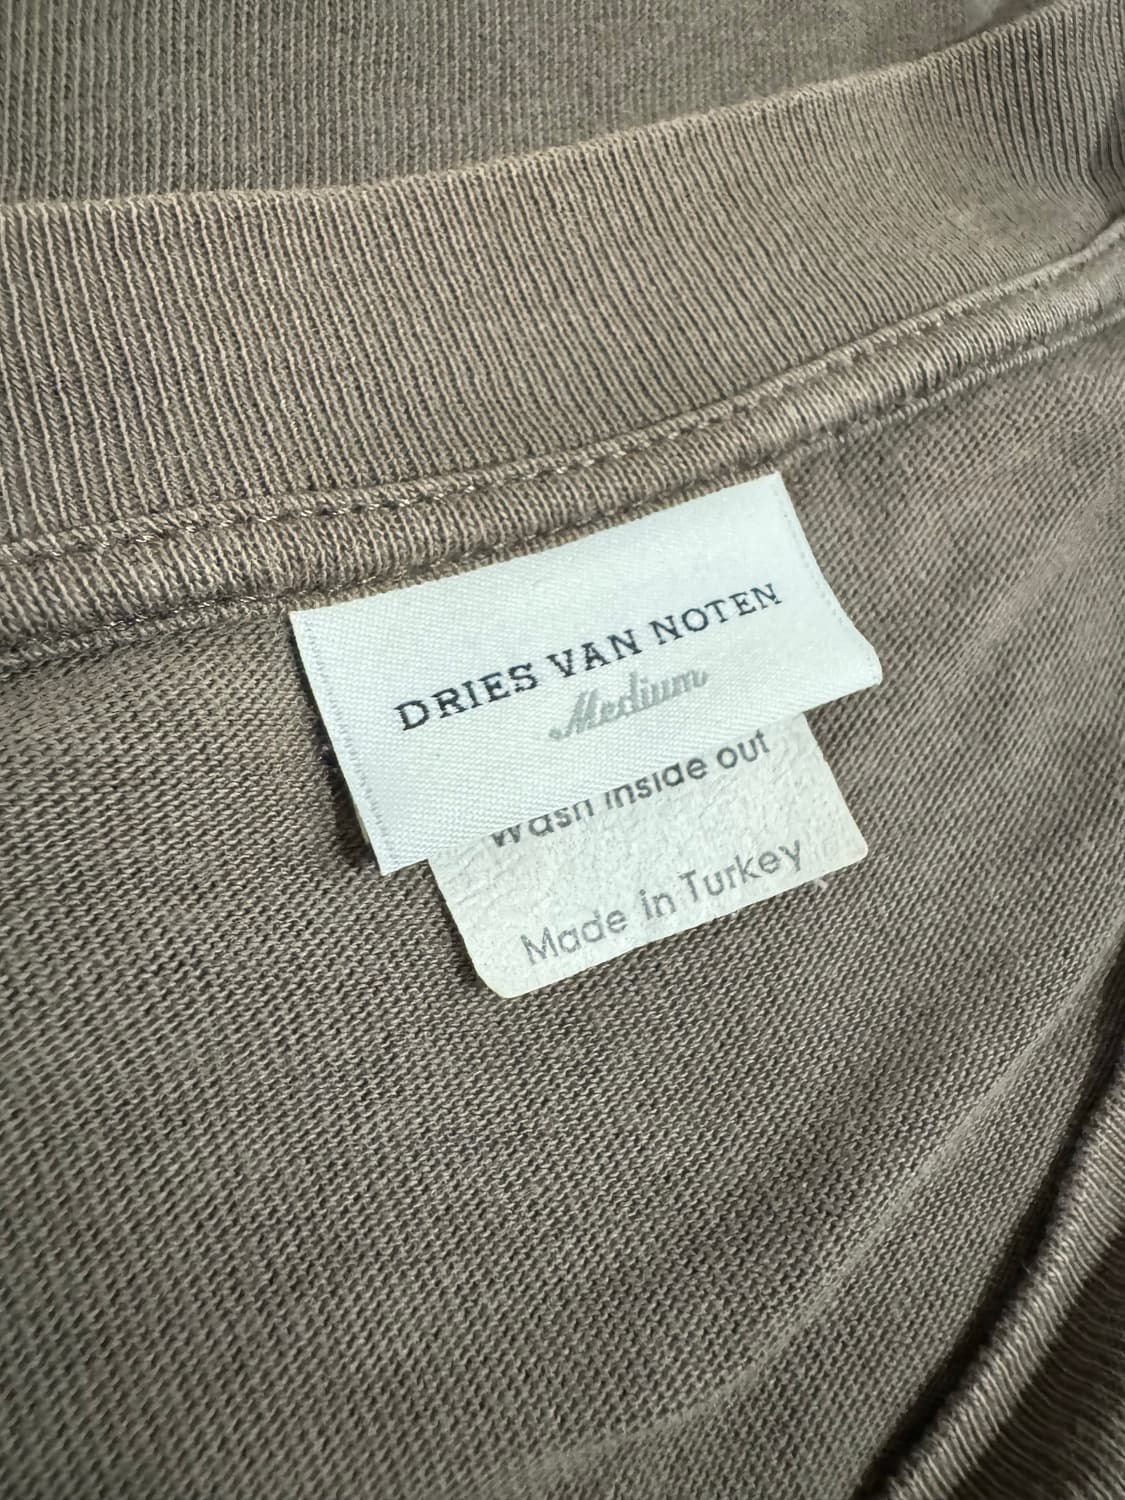 DRIES VAN NOTEN
Medium
Wash inside out
Made in Turkey